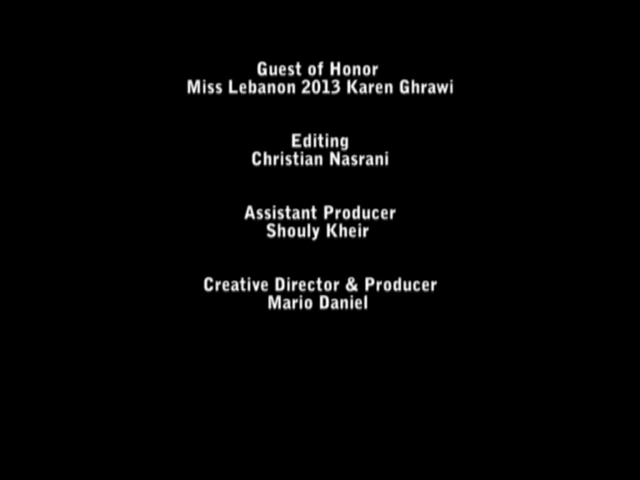 Guest of Honor
Miss Lebanon 2013 Karen Ghrawi
Editing
Christian Nasrani
Assistant Producer
Shouly Kheir
Creative Director & Producer
Mario Daniel